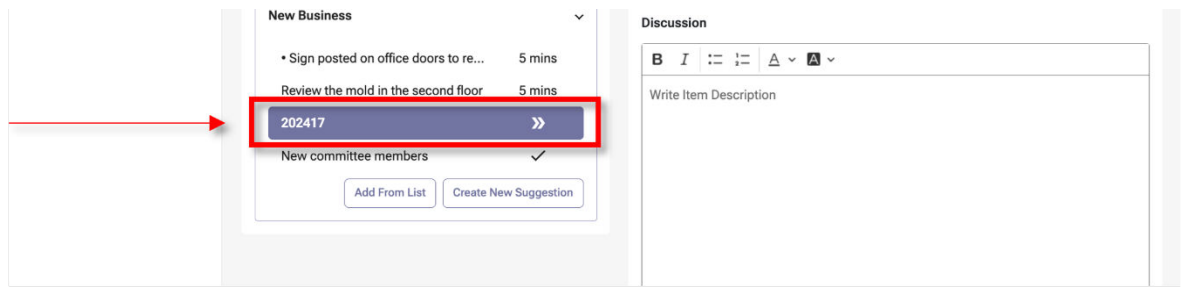 New Business
• Sign posted on office doors to re... 5 mins
Review the mold in the second floor 5 mins
202417
New committee members
Add From List Create New Suggestion
Discussion
B I A A
Write Item Description